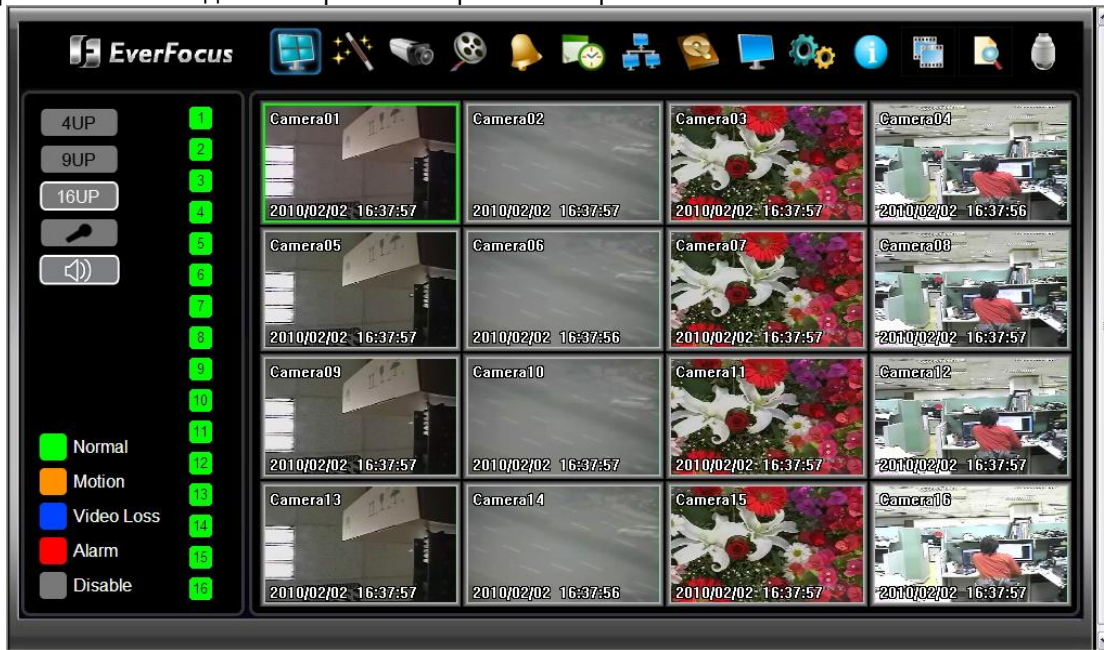 EverFocus
4UP
9UP
16UP
1
2
3
4
5
6
7
8
9
10
11
12
13
14
15
16
Normal
Motion
Video Loss
Alarm
Disable
Camera01
2010/02/02 16:37:57
Camera02
2010/02/02 16:37:57
Camera03
2010/02/02 16:37:57
Camera04
2010/02/02 16:37:56
Camera05
2010/02/02 16:37:57
Camera06
2010/02/02 16:37:56
Camera07
2010/02/02 16:37:57
Camera08
2010/02/02 16:37:57
Camera09
2010/02/02 16:37:57
Camera10
2010/02/02 16:37:57
Camera11
2010/02/02 16:37:57
Camera12
2010/02/02 16:37:57
Camera13
2010/02/02 16:37:57
Camera14
2010/02/02 16:37:56
Camera15
2010/02/02 16:37:57
Camera16
2010/02/02 16:37:57